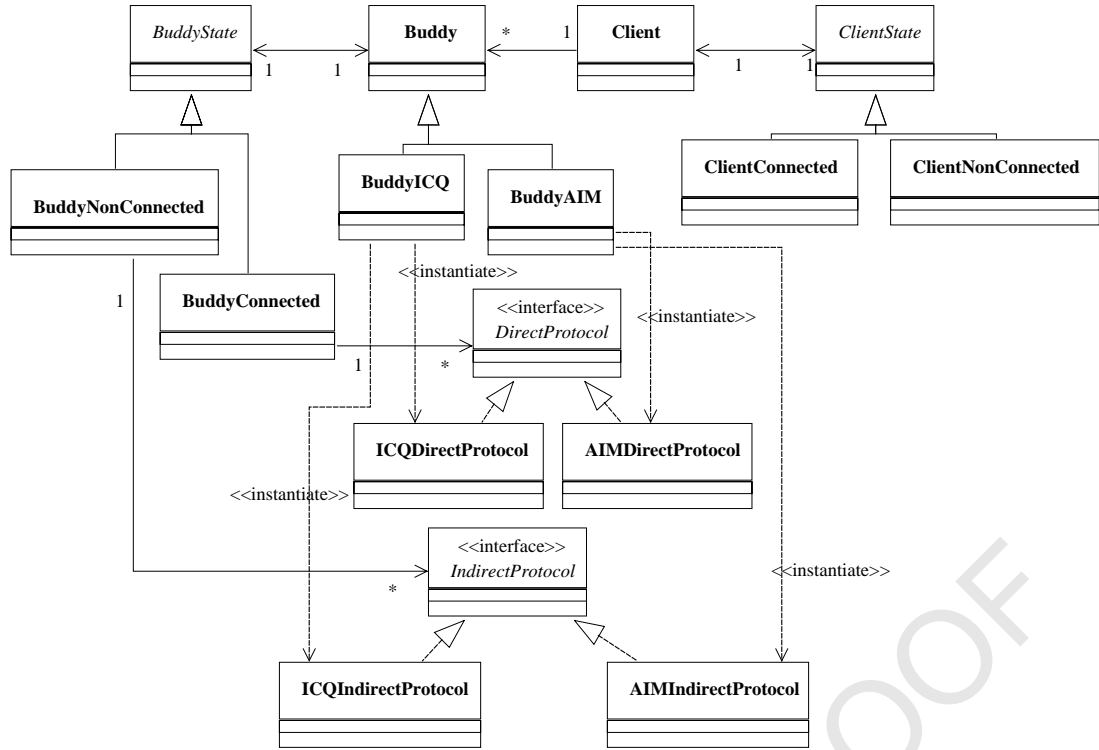 BuddyState
Buddy
Client
ClientState
*
1
1
1
1
1
BuddyNonConnected
BuddyICQ
BuddyAIM
ClientConnected
ClientNonConnected
<<instantiate>>
1
BuddyConnected
<<interface>>
DirectProtocol
<<instantiate>>
1
*
ICQDirectProtocol
AIMDirectProtocol
<<instantiate>>
<<interface>>
IndirectProtocol
*
<<instantiate>>
ICQIndirectProtocol
AIMIndirectProtocol
OOF